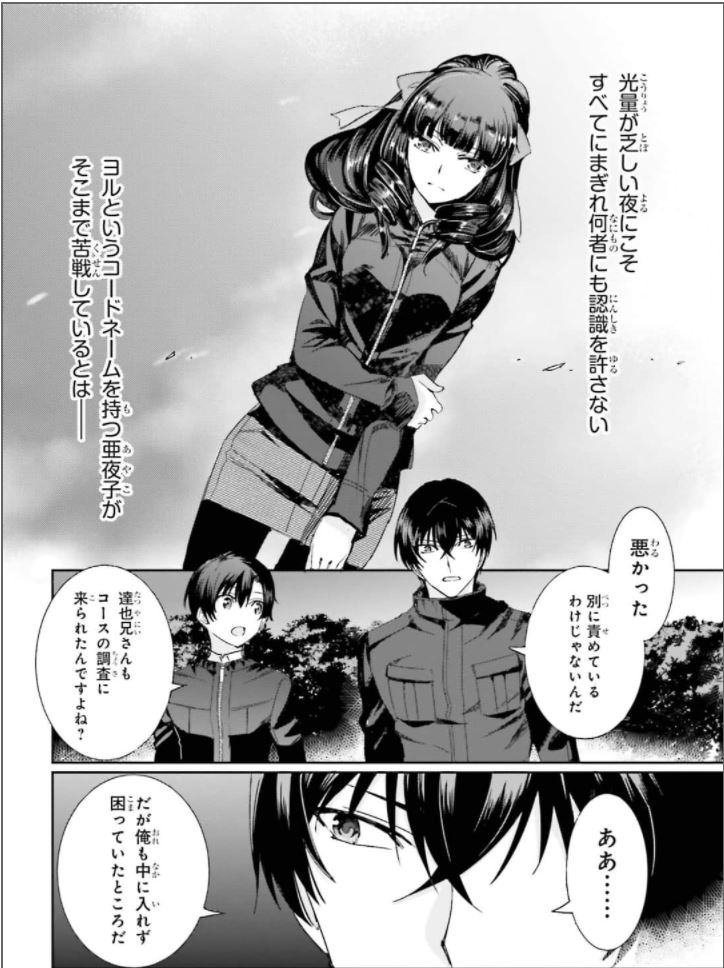 光量が乏しい夜にこそ
すべてにまぎれ何者にも認識を許さない
ヨルというコードネームを持つ亜夜子が
そこまで苦戦しているとは――
悪かった
別に責めている
わけじゃないんだ
達也兄さんも
コースの調査に
来られたんですよね？
ああ……
だが俺も中に入れず
困っていたところだ